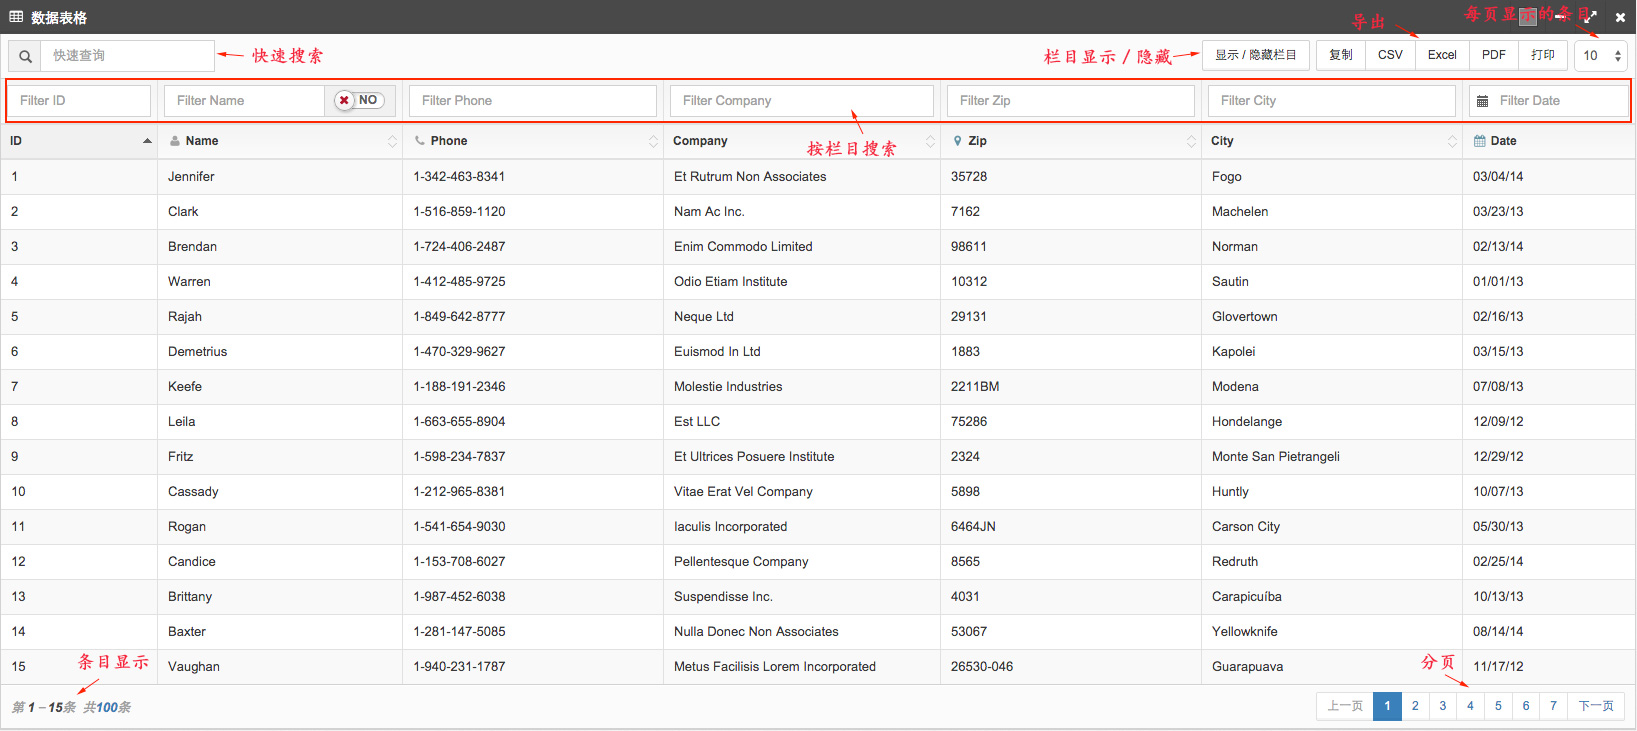 数据表格
导出 每页显示的条目
快速查询 快速搜索 栏目显示 / 隐藏 显示 / 隐藏栏目 复制 CSV Excel PDF 打印 10
Filter ID Filter Name NO Filter Phone Filter Company Filter Zip Filter City Filter Date
ID Name Phone Company Zip City Date
按栏目搜索
1 Jennifer 1-342-463-8341 Et Rutrum Non Associates 35728 Fogo 03/04/14
2 Clark 1-516-859-1120 Nam Ac Inc. 7162 Machelen 03/23/13
3 Brendan 1-724-406-2487 Enim Commodo Limited 98611 Norman 02/13/14
4 Warren 1-412-485-9725 Odio Etiam Institute 10312 Sautin 01/01/13
5 Rajah 1-849-642-8777 Neque Ltd 29131 Glovertown 02/16/13
6 Demetrius 1-470-329-9627 Euismod In Ltd 1883 Kapolei 03/15/13
7 Keefe 1-188-191-2346 Molestie Industries 2211BM Modena 07/08/13
8 Leila 1-663-655-8904 Est LLC 75286 Hondelange 12/09/12
9 Fritz 1-598-234-7837 Et Ultrices Posuere Institute 2324 Monte San Pietrangeli 12/29/12
10 Cassady 1-212-965-8381 Vitae Erat Vel Company 5898 Huntly 10/07/13
11 Rogan 1-541-654-9030 Iaculis Incorporated 6464JN Carson City 05/30/13
12 Candice 1-153-708-6027 Pellentesque Company 8565 Redruth 02/25/14
13 Brittany 1-987-452-6038 Suspendisse Inc. 4031 Carapicuíba 10/13/13
14 Baxter 1-281-147-5085 Nulla Donec Non Associates 53067 Yellowknife 08/14/14
15 Vaughan 1-940-231-1787 Metus Facilisis Lorem Incorporated 26530-046 Guarapuava 11/17/12
条目显示 分页
第 1 – 15条 共100条 上一页 1 2 3 4 5 6 7 下一页